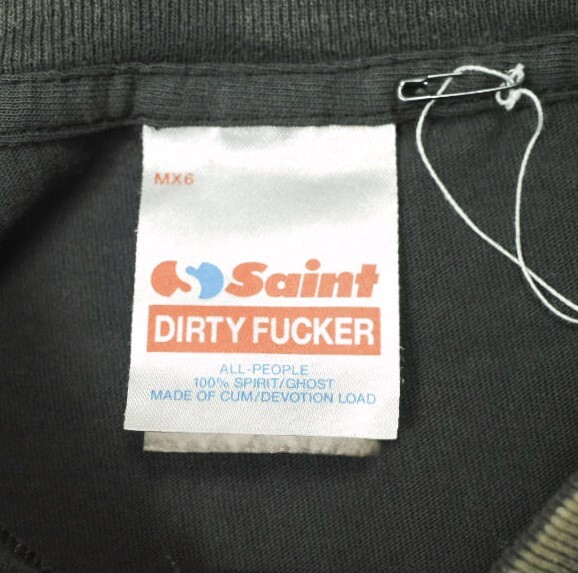 MX6
Saint
DIRTY FUCKER
ALL-PEOPLE
100% SPIRIT/GHOST
MADE OF CUM/DEVOTION LOAD